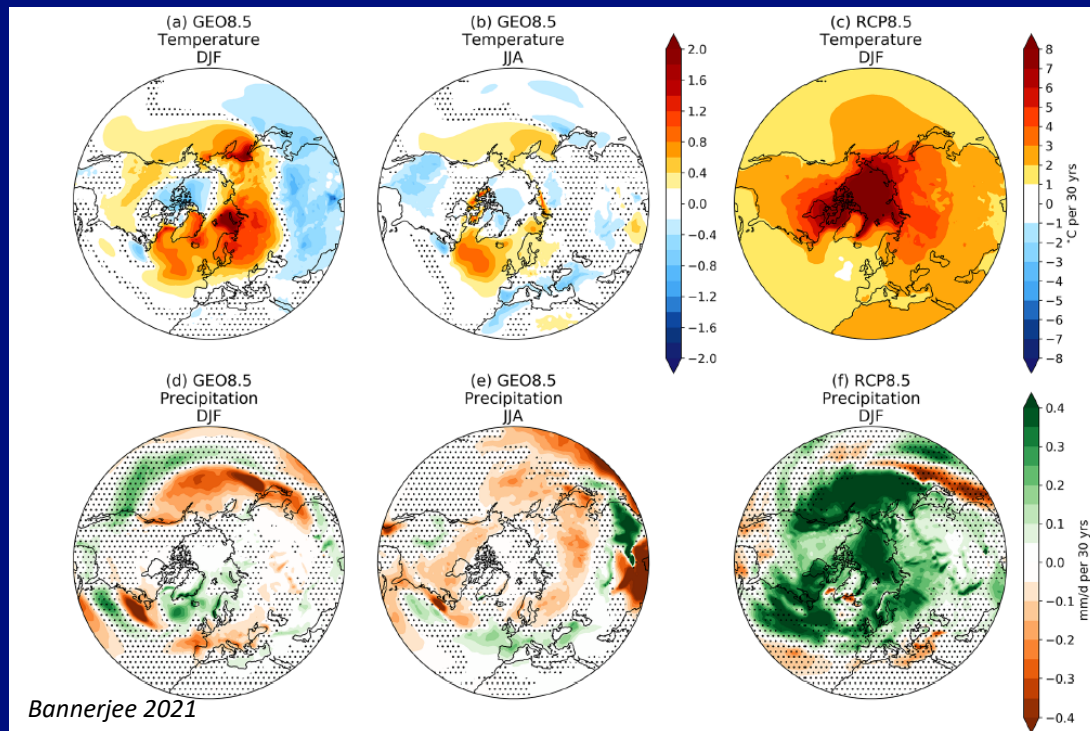 (a) GEO8.5
Temperature
DJF
(b) GEO8.5
Temperature
JJA
(c) RCP8.5
Temperature
DJF
2.0
1.6
1.2
0.8
0.4
0.0
−0.4
−0.8
−1.2
−1.6
−2.0
8
7
6
5
4
3
2
1
0
−1
−2
−3
−4
−5
−6
−7
−8
°C per 30 yrs
(d) GEO8.5
Precipitation
DJF
(e) GEO8.5
Precipitation
JJA
(f) RCP8.5
Precipitation
DJF
0.4
0.3
0.2
0.1
0.0
−0.1
−0.2
−0.3
−0.4
mm/d per 30 yrs
Bannerjee 2021